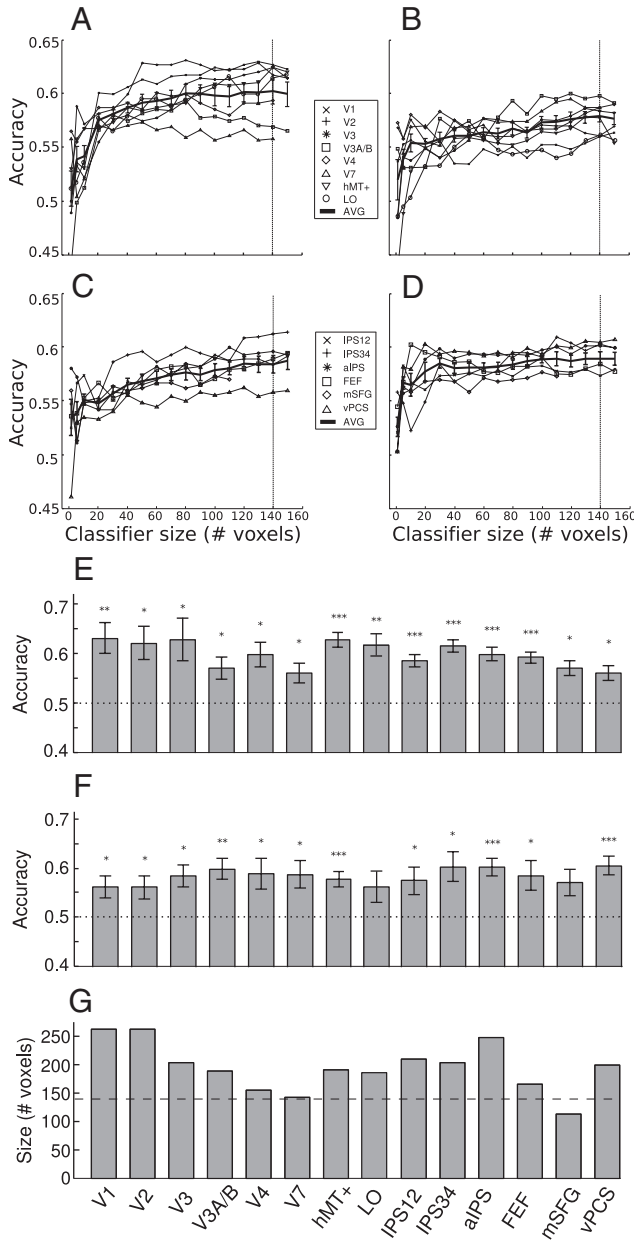 A
B
0.65
0.6
0.55
0.5
0.45
Accuracy
V1
V2
V3
V3A/B
V4
V7
hMT+
LO
AVG
C
D
0.65
0.6
0.55
0.5
0.45
Accuracy
IPS12
IPS34
aIPS
FEF
mSFG
vPCS
AVG
0 20 40 60 80 100 120 140 160
0 20 40 60 80 100 120 140 160
Classifier size (# voxels)
Classifier size (# voxels)
E
0.7
0.6
0.5
0.4
Accuracy
** * * * * * *** ** *** *** *** *** * *
F
0.7
0.6
0.5
0.4
Accuracy
* * * ** * * *** * * *** * ***
G
250
200
150
100
50
0
Size (# voxels)
V1 V2 V3 V3A/B V4 V7 hMT+ LO IPS12 IPS34 aIPS FEF mSFG vPCS